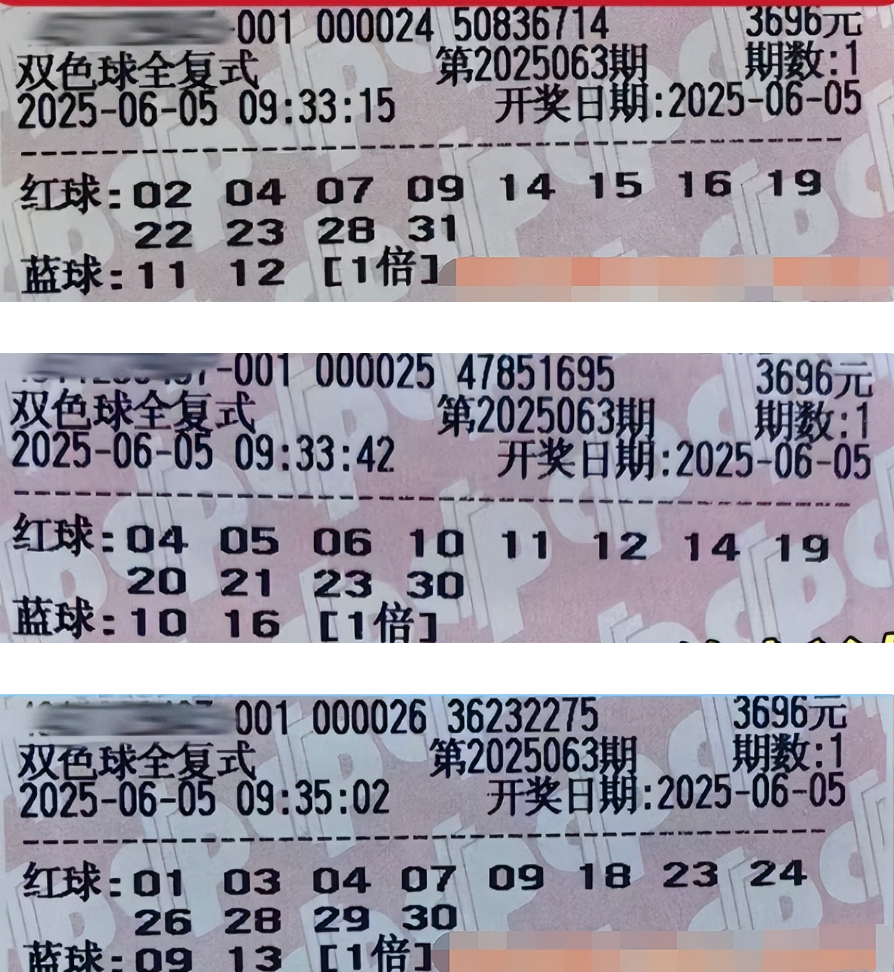 001 000024 50836714 3696元
双色球全复式 第2025063期 期数:1
2025-06-05 09:33:15 开奖日期:2025-06-05
红球:02 04 07 09 14 15 16 19
22 23 28 31
蓝球:11 12 [1倍]
-001 000025 47851695 3696元
双色球全复式 第2025063期 期数:1
2025-06-05 09:33:42 开奖日期:2025-06-05
红球:04 05 06 10 11 12 14 19
20 21 23 30
蓝球:10 16 [1倍]
001 000026 36232275 3696元
双色球全复式 第2025063期 期数:1
2025-06-05 09:35:02 开奖日期:2025-06-05
红球:01 03 04 07 09 18 23 24
26 28 29 30
蓝球:09 13 [1倍]